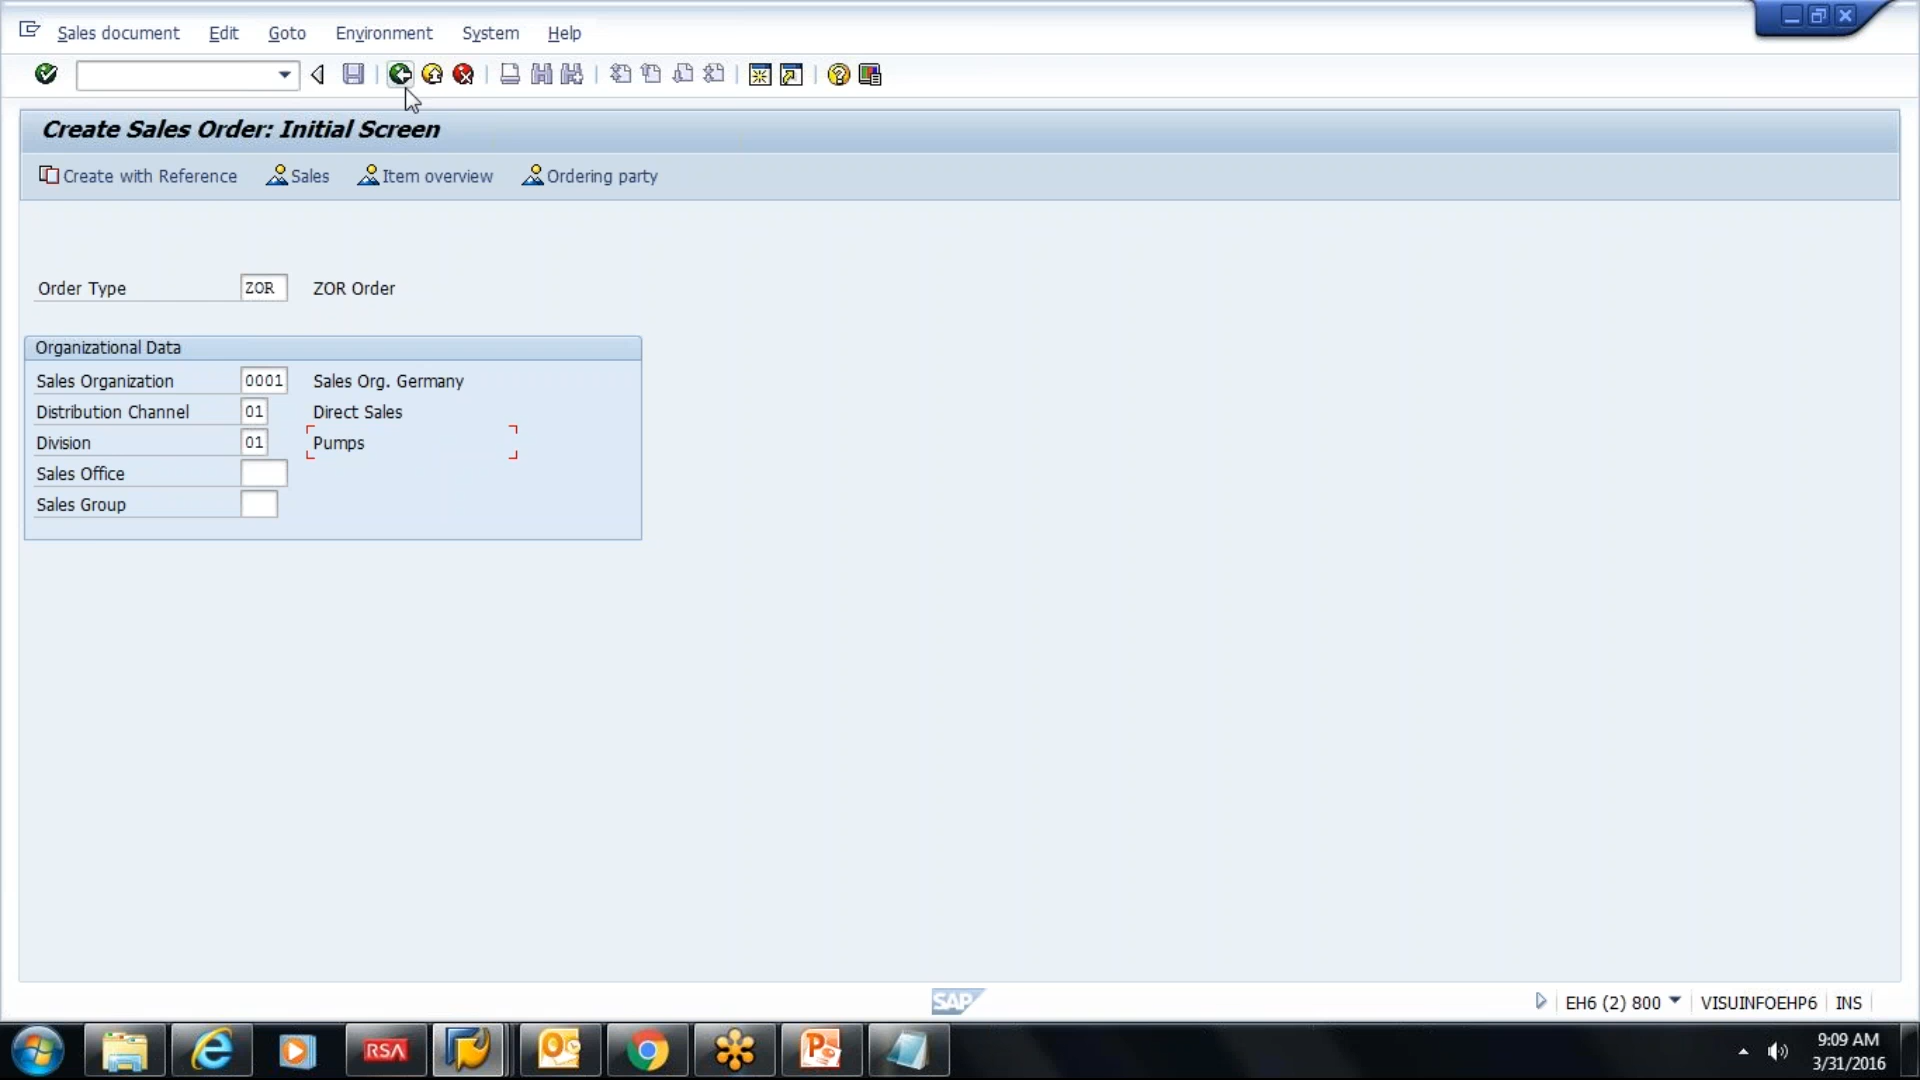 Sales document Edit Goto Environment System Help
Create Sales Order: Initial Screen
Create with Reference Sales Item overview Ordering party
Order Type ZOR ZOR Order
Organizational Data
Sales Organization 0001 Sales Org. Germany
Distribution Channel 01 Direct Sales
Division 01 Pumps
Sales Office
Sales Group
SAP EH6 (2) 800 VISUINFOEHP6 INS
RSA
9:09 AM
3/31/2016